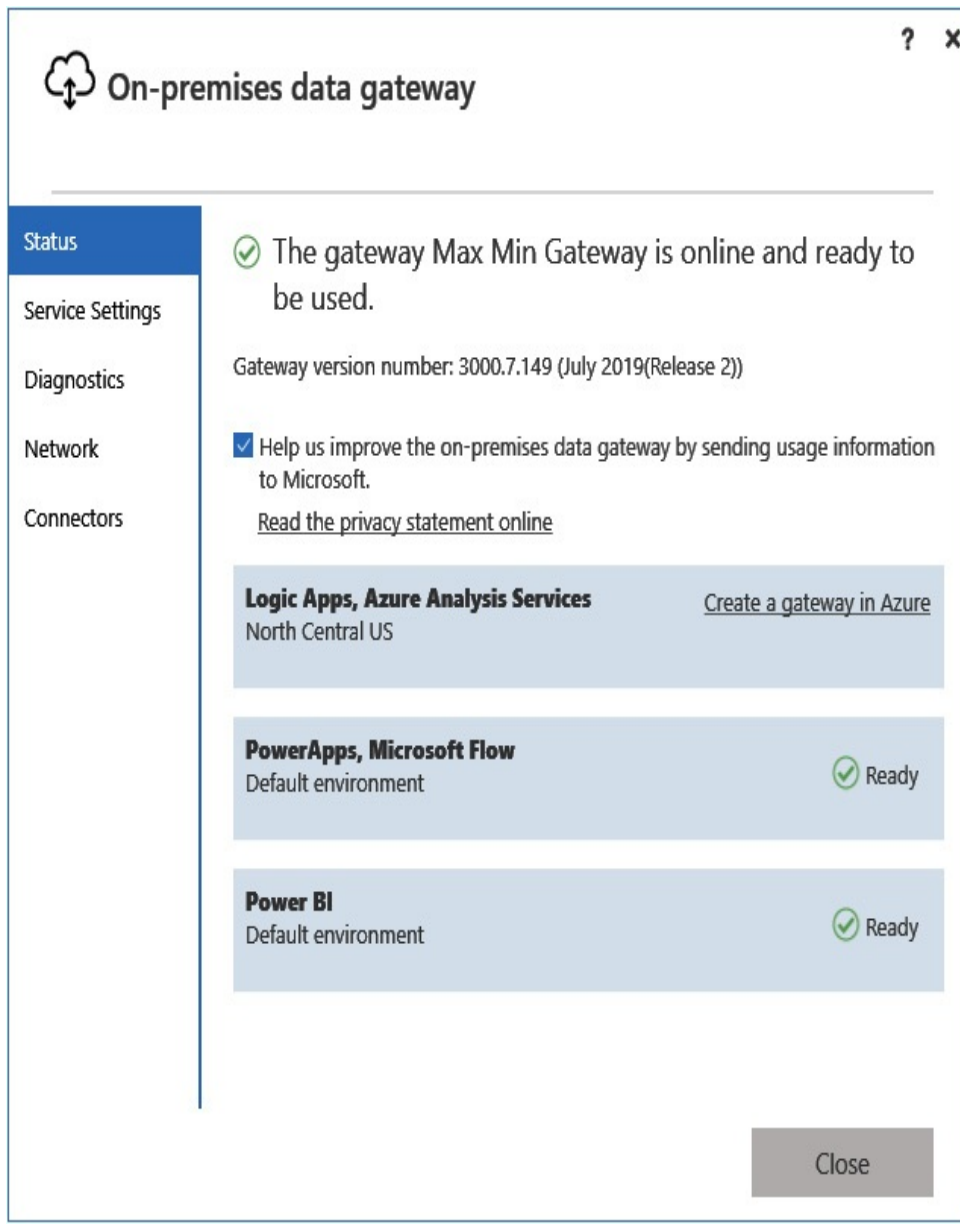 ? ×
On-premises data gateway
Status
Service Settings
Diagnostics
Network
Connectors
The gateway Max Min Gateway is online and ready to
be used.
Gateway version number: 3000.7.149 (July 2019(Release 2))
Help us improve the on-premises data gateway by sending usage information
to Microsoft.
Read the privacy statement online
Logic Apps, Azure Analysis Services
North Central US
Create a gateway in Azure
PowerApps, Microsoft Flow
Default environment
Ready
Power BI
Default environment
Ready
Close